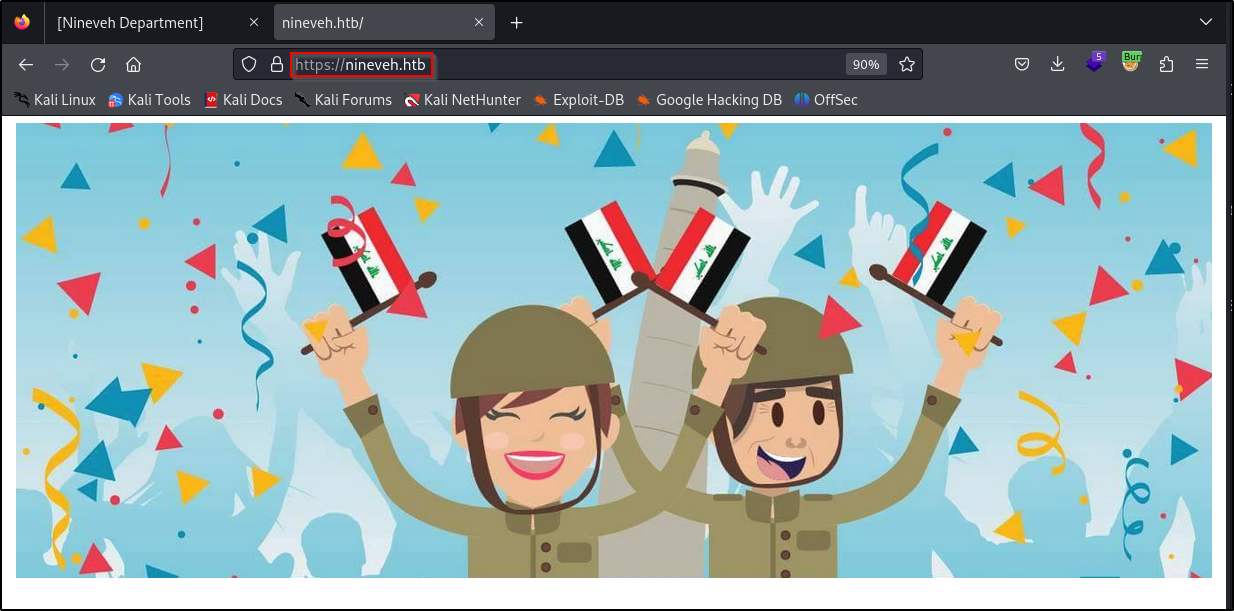 [Nineveh Department]
nineveh.htb/
https://nineveh.htb
90%
5
Kali Linux
Kali Tools
Kali Docs
Kali Forums
Kali NetHunter
Exploit-DB
Google Hacking DB
OffSec